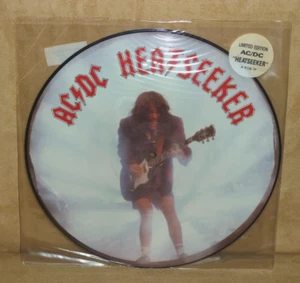 AC/DC HEATSEEKER
LIMITED EDITION
AC/DC
"HEATSEEKER"